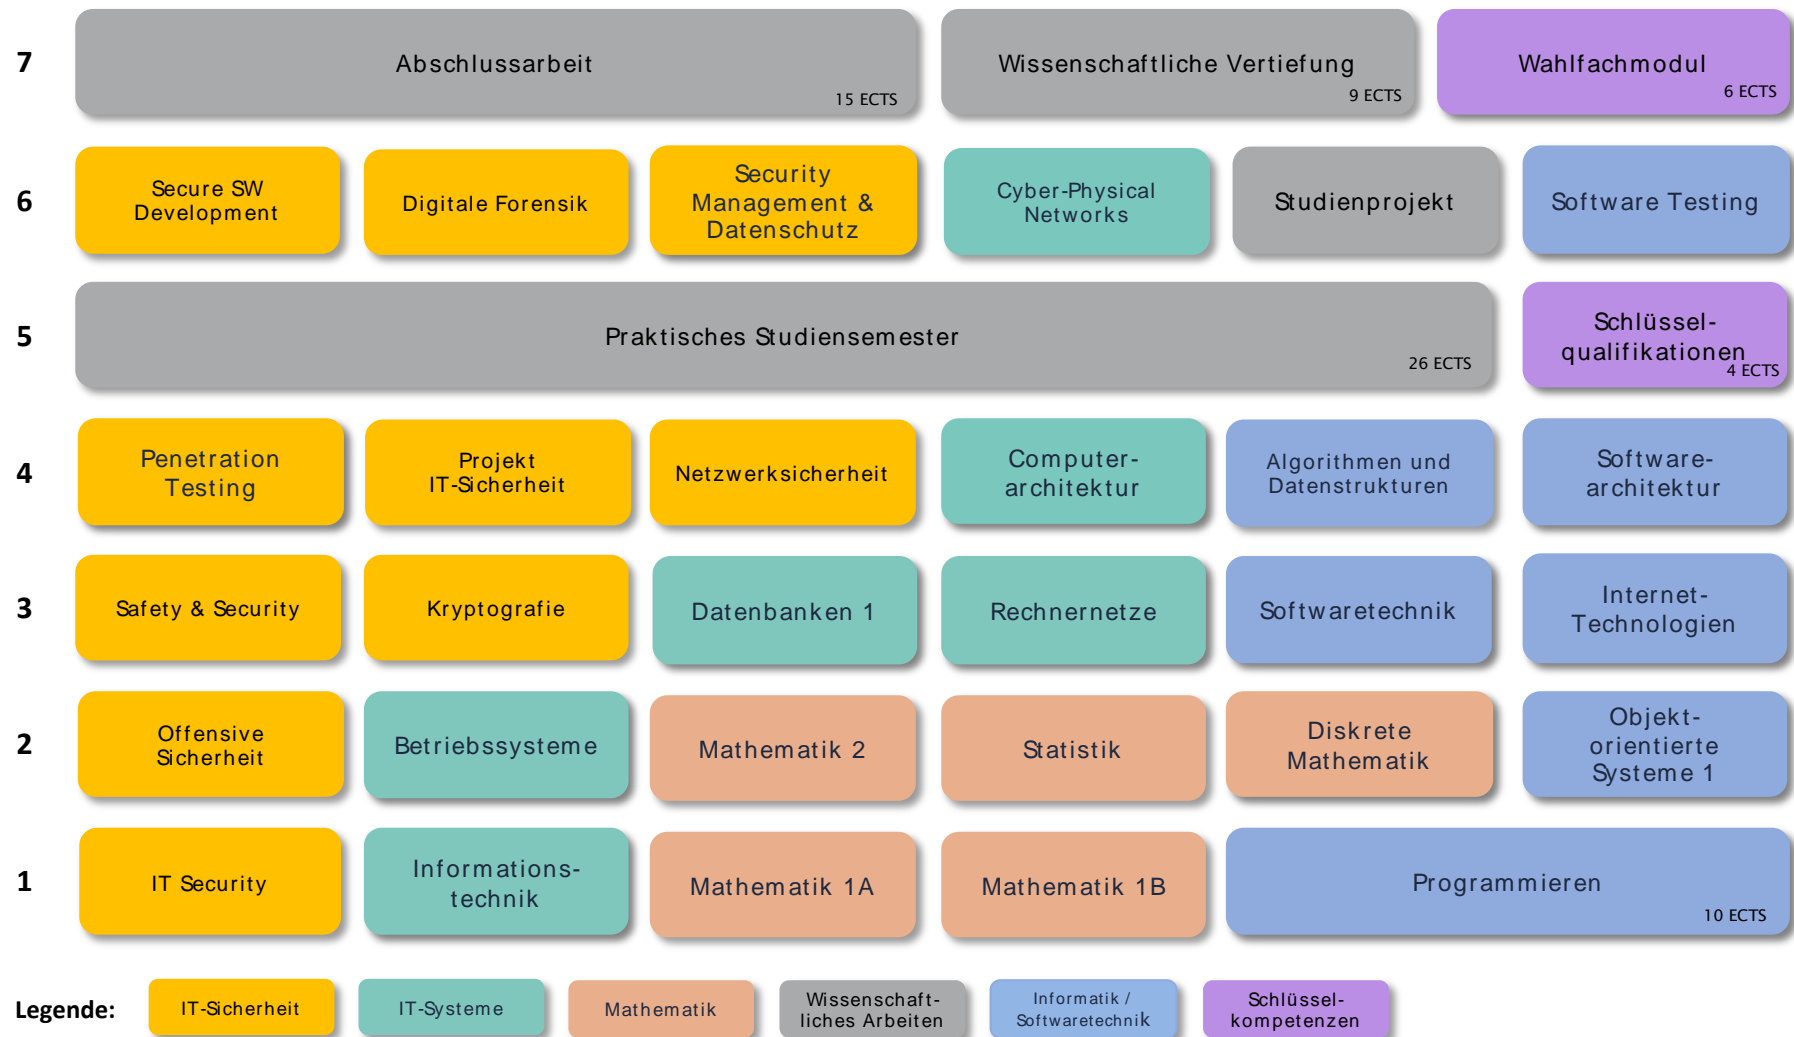 7
Abschlussarbeit
15 ECTS
Wissenschaftliche Vertiefung
9 ECTS
Wahlfachmodul
6 ECTS
6
Secure SW
Development
Digitale Forensik
Security
Management &
Datenschutz
Cyber-Physical
Networks
Studienprojekt
Software Testing
5
Praktisches Studiensemester
26 ECTS
Schlüssel-
qualifikationen
4 ECTS
4
Penetration
Testing
Projekt
IT-Sicherheit
Netzwerksicherheit
Computer-
architektur
Algorithmen und
Datenstrukturen
Software-
architektur
3
Safety & Security
Kryptografie
Datenbanken 1
Rechnernetze
Softwaretechnik
Internet-
Technologien
2
Offensive
Sicherheit
Betriebssysteme
Mathematik 2
Statistik
Diskrete
Mathematik
Objekt-
orientierte
Systeme 1
1
IT Security
Informations-
technik
Mathematik 1A
Mathematik 1B
Programmieren
10 ECTS
Legende:
IT-Sicherheit
IT-Systeme
Mathematik
Wissenschaft-
liches Arbeiten
Informatik /
Softwaretechnik
Schlüssel-
kompetenzen